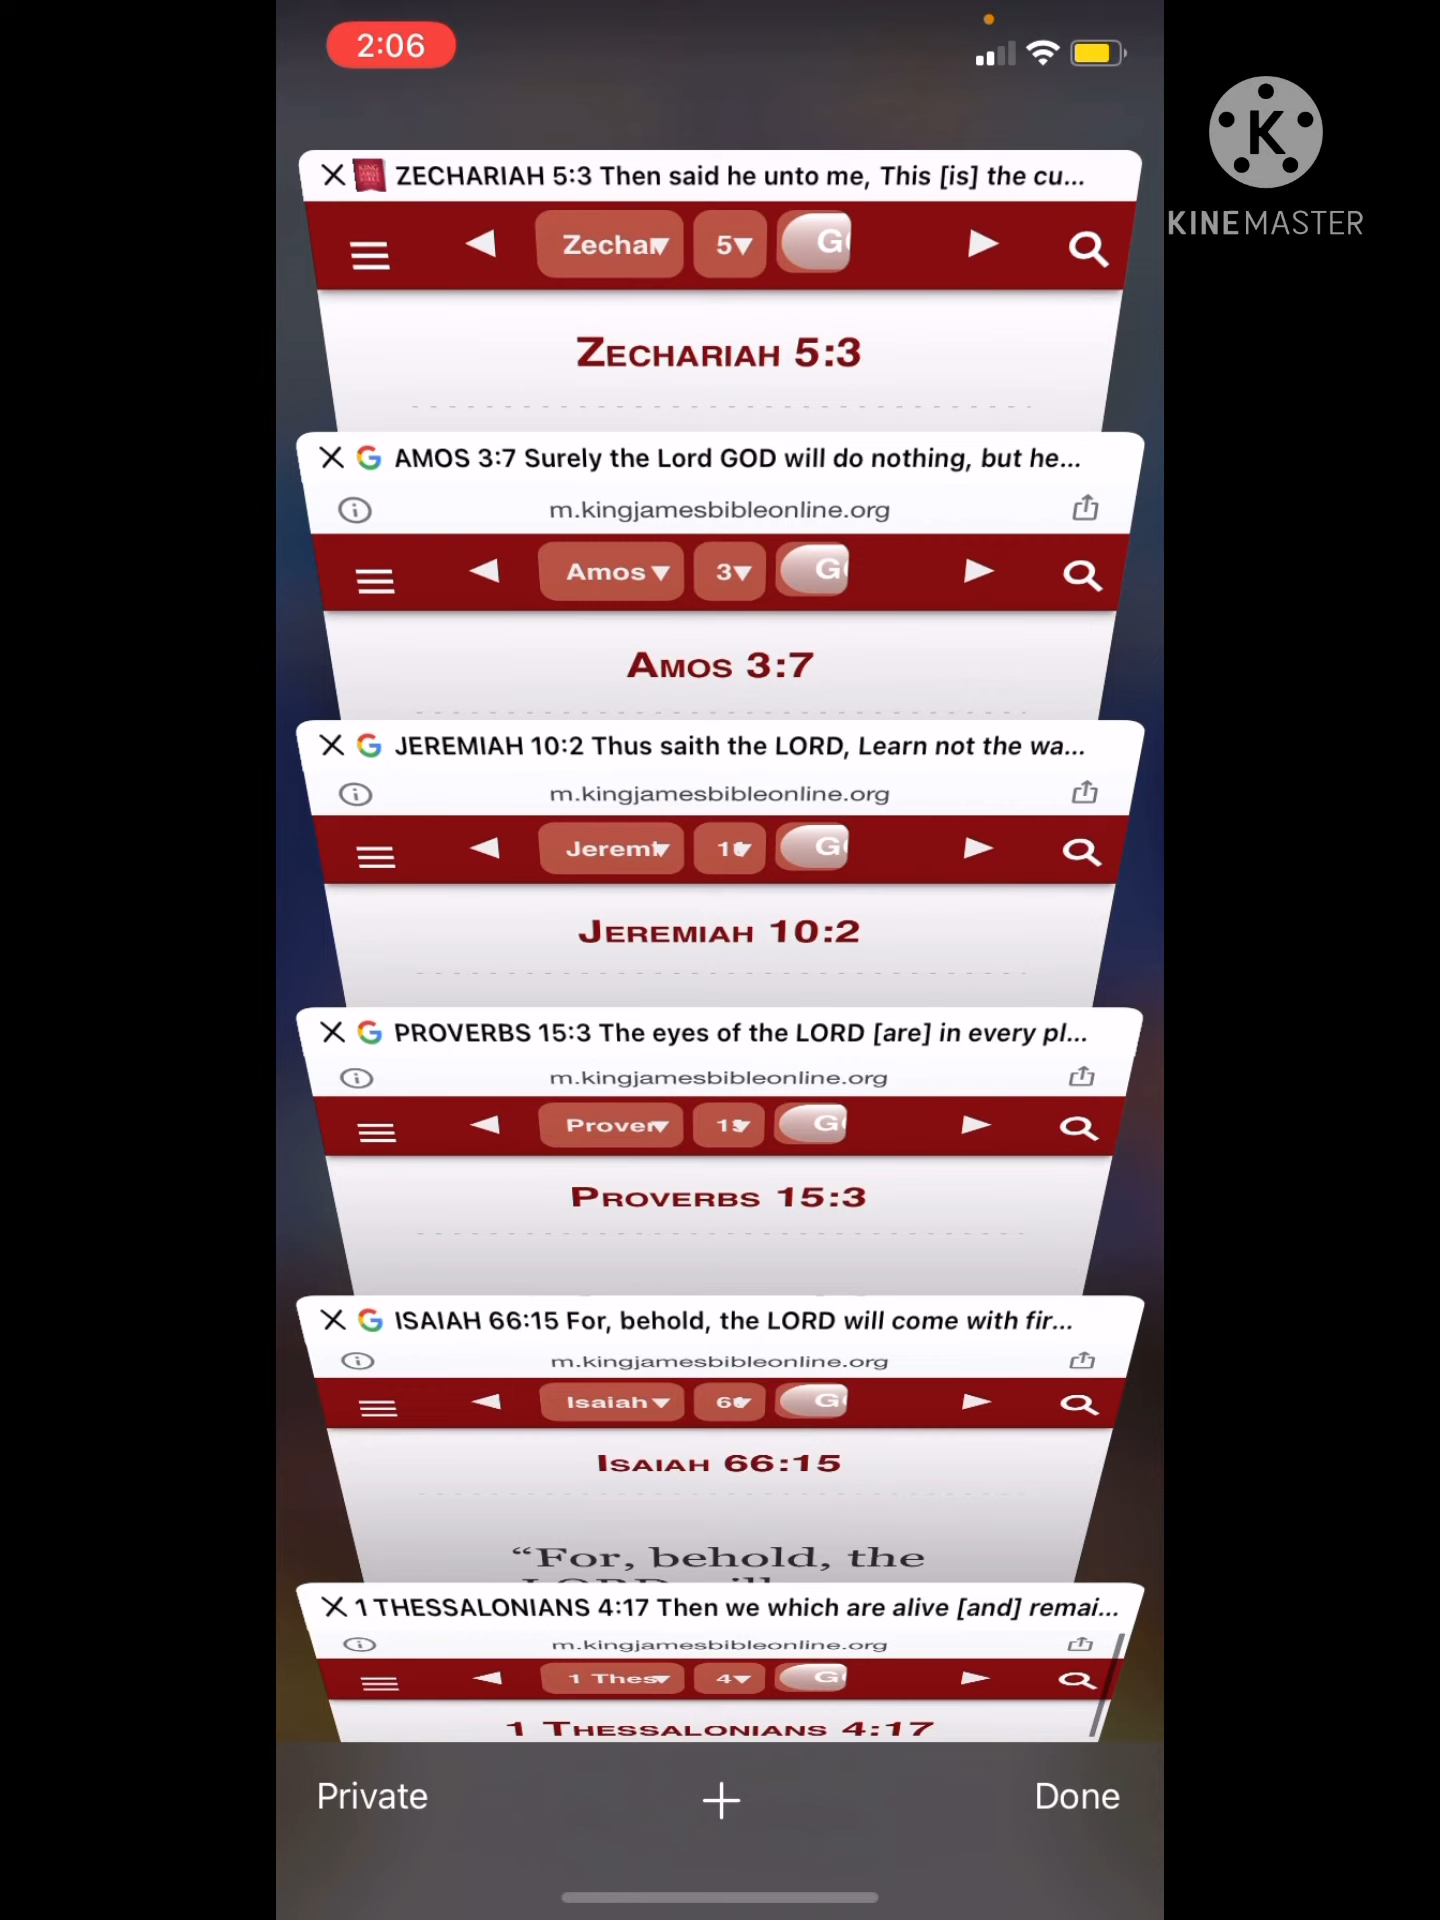 2:06
KINEMASTER
ZECHARIAH 5:3 Then said he unto me, This [is] the cu...
5
ZECHARIAH 5:3
AMOS 3:7 Surely the Lord GOD will do nothing, but he...
m.kingjamesbibleonline.org
Amos 3
AMOS 3:7
JEREMIAH 10:2 Thus saith the LORD, Learn not the wa...
m.kingjamesbibleonline.org
JEREMIAH 10:2
PROVERBS 15:3 The eyes of the LORD [are] in every pl...
m.kingjamesbibleonline.org
PROVERBS 15:3
ISAIAH 66:15 For, behold, the LORD will come with fir...
m.kingjamesbibleonline.org
Isaiah
ISAIAH 66:15
“For, behold, the
1 THESSALONIANS 4:17 Then we which are alive [and] remai...
m.kingjamesbibleonline.org
1 Thes 4
1 THESSALONIANS 4:17
Private Done